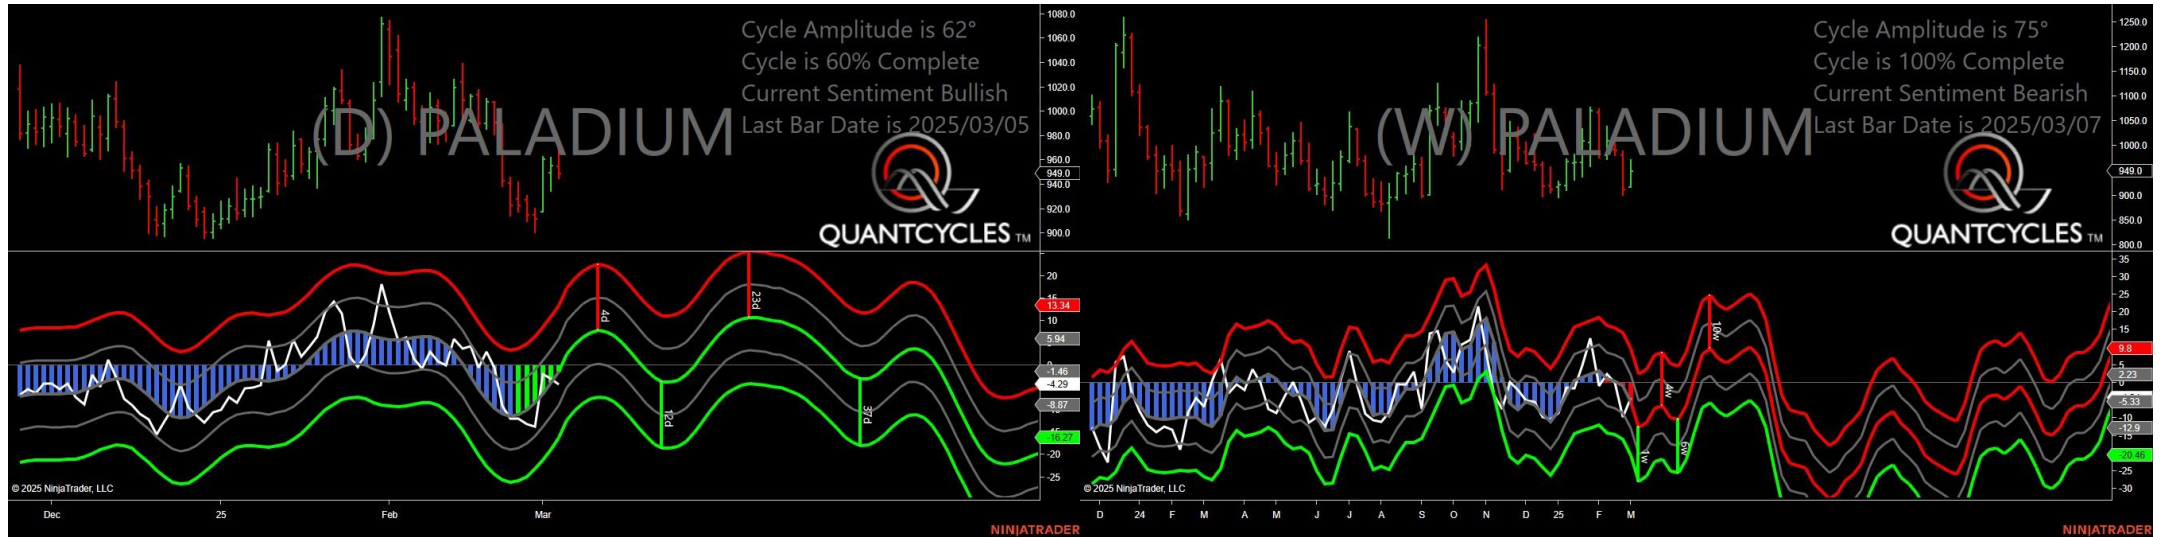 Cycle Amplitude is 62°
Cycle is 60% Complete
Current Sentiment Bullish
Last Bar Date is 2025/03/05
(D) PALADIUM
QUANTCYCLES TM
1080.0
1060.0
1040.0
1020.0
1000.0
980.0
960.0
949.0
940.0
920.0
900.0
4d
12d
23d
37d
20
15
13.34
10
5.94
0
-1.46
-4.29
-8.87
-15
-16.27
-20
-25
© 2025 NinjaTrader, LLC
Dec
25
Feb
Mar
NINJATRADER
Cycle Amplitude is 75°
Cycle is 100% Complete
Current Sentiment Bearish
Last Bar Date is 2025/03/07
(W) PALADIUM
QUANTCYCLES TM
1250.0
1200.0
1150.0
1100.0
1050.0
1000.0
949.0
900.0
850.0
800.0
1w
4w
6w
10w
35
30
25
20
15
9.8
2.23
0
-5.33
-10
-12.9
-15
-20.46
-25
-30
© 2025 NinjaTrader, LLC
D 24 F M A M J J A S O N D 25 F M
NINJATRADER